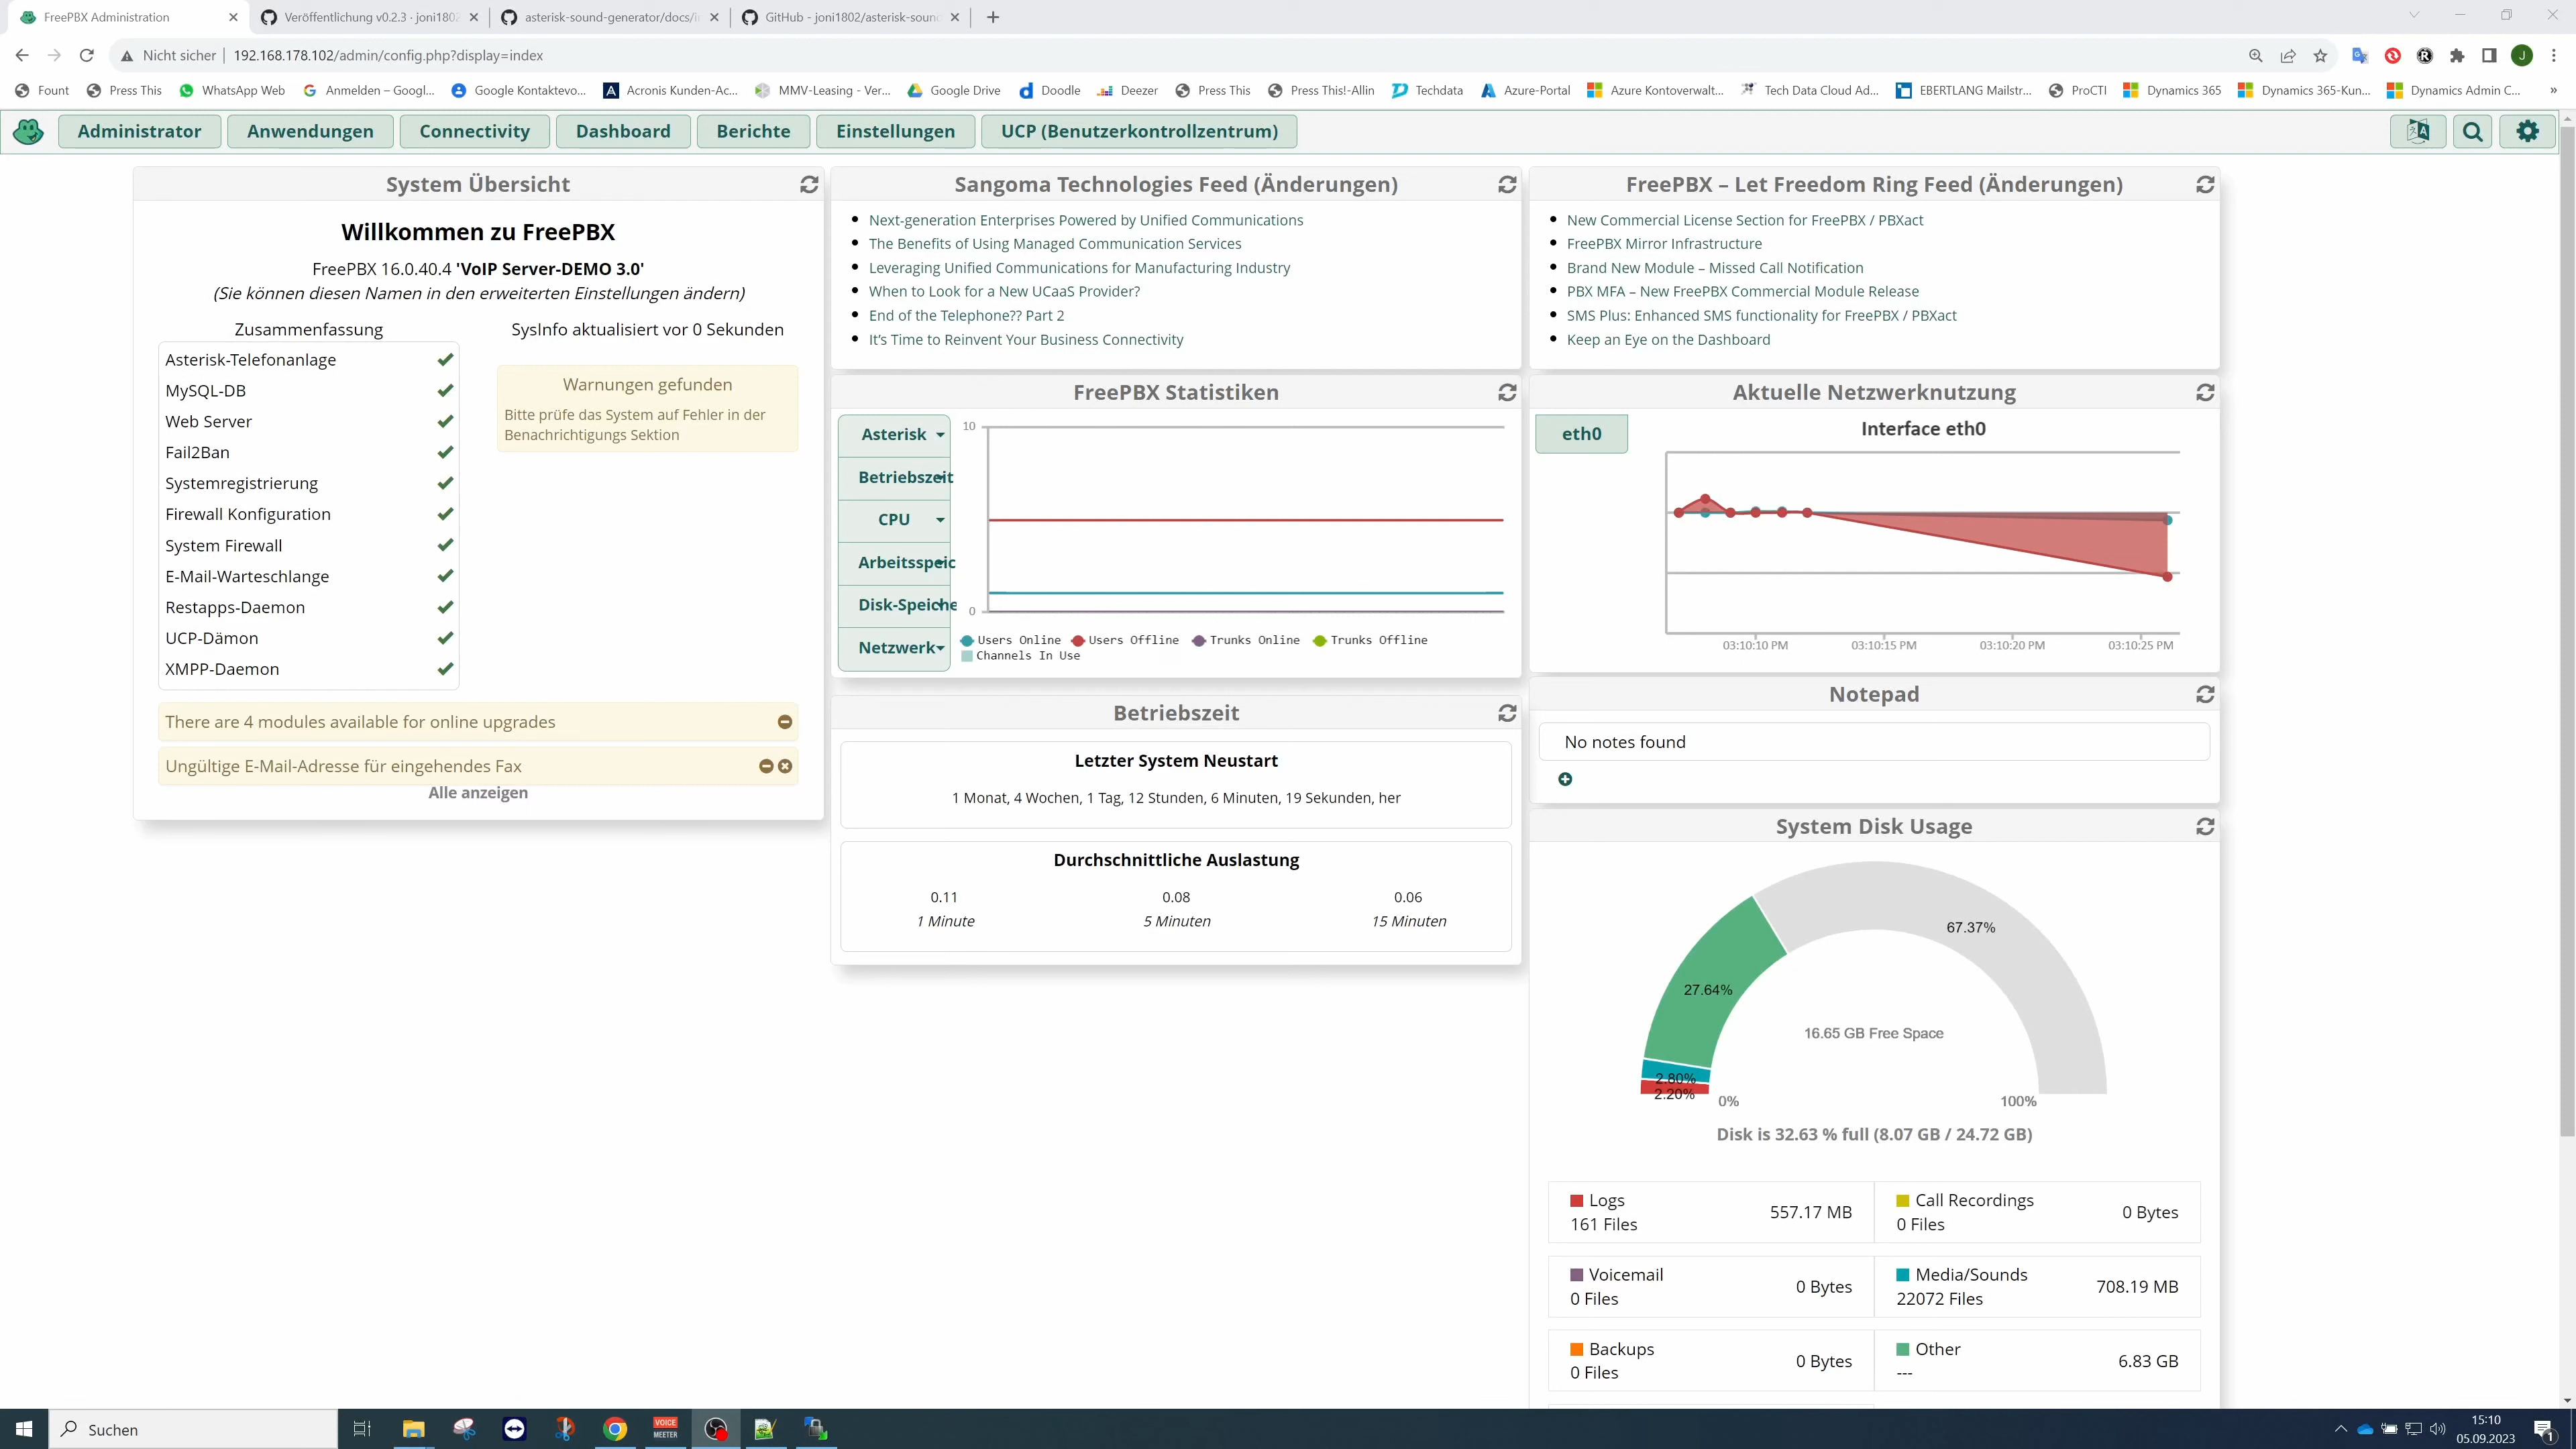 FreePBX Administration
Veröffentlichung v0.2.3 · joni1802
asterisk-sound-generator/docs/i
GitHub - joni1802/asterisk-soun
Nicht sicher
192.168.178.102/admin/config.php?display=index
J
Fount
Press This
WhatsApp Web
Anmelden – Googl...
Google Kontaktevo...
Acronis Kunden-Ac...
MMV-Leasing - Ver...
Google Drive
Doodle
Deezer
Press This
Press This!-Allin
Techdata
Azure-Portal
Azure Kontoverwalt...
Tech Data Cloud Ad...
EBERTLANG Mailstr...
ProCTI
Dynamics 365
Dynamics 365-Kun...
Dynamics Admin C...
»
Administrator
Anwendungen
Connectivity
Dashboard
Berichte
Einstellungen
UCP (Benutzerkontrollzentrum)
System Übersicht
Willkommen zu FreePBX
FreePBX 16.0.40.4 'VoIP Server-DEMO 3.0'
(Sie können diesen Namen in den erweiterten Einstellungen ändern)
Zusammenfassung
SysInfo aktualisiert vor 0 Sekunden
Asterisk-Telefonanlage
MySQL-DB
Web Server
Fail2Ban
Systemregistrierung
Firewall Konfiguration
System Firewall
E-Mail-Warteschlange
Restapps-Daemon
UCP-Dämon
XMPP-Daemon
Warnungen gefunden
Bitte prüfe das System auf Fehler in der
Benachrichtigungs Sektion
There are 4 modules available for online upgrades
Ungültige E-Mail-Adresse für eingehendes Fax
Alle anzeigen
Sangoma Technologies Feed (Änderungen)
Next-generation Enterprises Powered by Unified Communications
The Benefits of Using Managed Communication Services
Leveraging Unified Communications for Manufacturing Industry
When to Look for a New UCaaS Provider?
End of the Telephone?? Part 2
It's Time to Reinvent Your Business Connectivity
FreePBX Statistiken
Asterisk
Betriebszeit
CPU
Arbeitsspeic
Disk-Speiche
Netzwerk
10
0
Users Online
Users Offline
Trunks Online
Trunks Offline
Channels In Use
Betriebszeit
Letzter System Neustart
1 Monat, 4 Wochen, 1 Tag, 12 Stunden, 6 Minuten, 19 Sekunden, her
Durchschnittliche Auslastung
0.11
0.08
0.06
1 Minute
5 Minuten
15 Minuten
FreePBX – Let Freedom Ring Feed (Änderungen)
New Commercial License Section for FreePBX / PBXact
FreePBX Mirror Infrastructure
Brand New Module – Missed Call Notification
PBX MFA – New FreePBX Commercial Module Release
SMS Plus: Enhanced SMS functionality for FreePBX / PBXact
Keep an Eye on the Dashboard
Aktuelle Netzwerknutzung
eth0
Interface eth0
03:10:10 PM
03:10:15 PM
03:10:20 PM
03:10:25 PM
Notepad
No notes found
System Disk Usage
67.37%
27.64%
2.80%
2.20%
16.65 GB Free Space
0%
100%
Disk is 32.63 % full (8.07 GB / 24.72 GB)
Logs
161 Files
557.17 MB
Call Recordings
0 Files
0 Bytes
Voicemail
0 Files
0 Bytes
Media/Sounds
22072 Files
708.19 MB
Backups
0 Files
0 Bytes
Other
---
6.83 GB
Suchen
VOICE
MEETER
15:10
05.09.2023
1